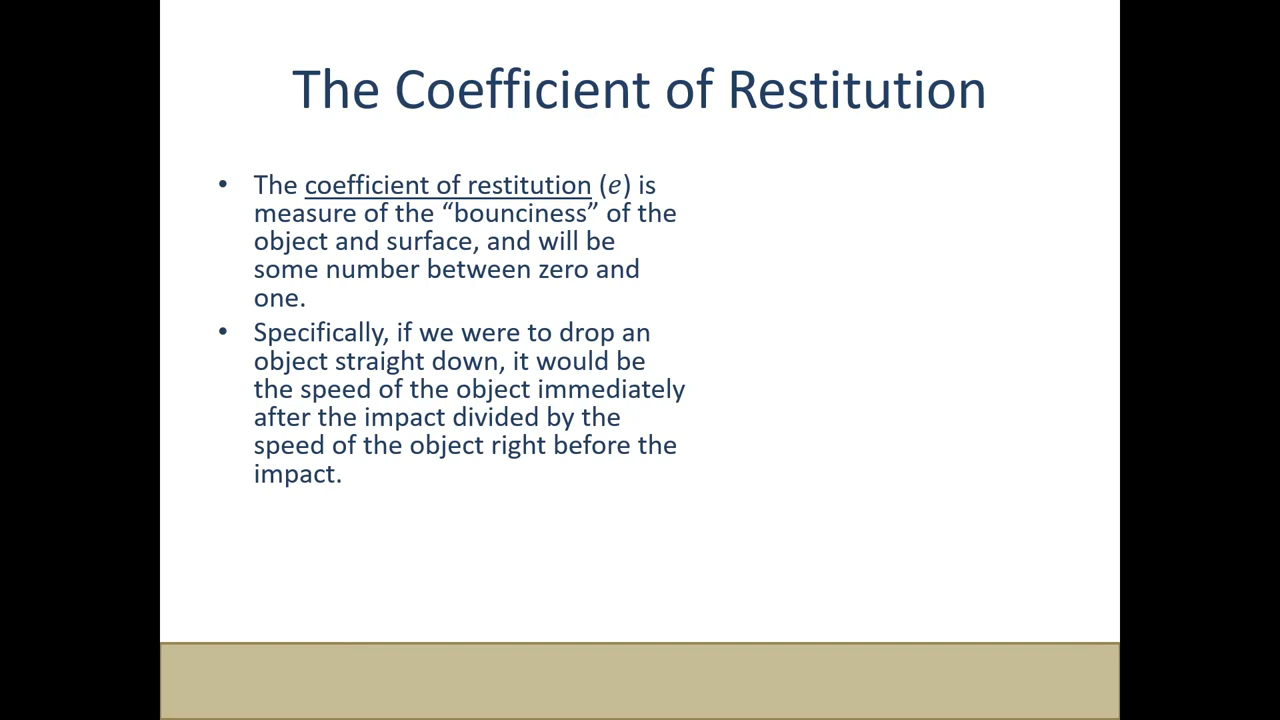 The Coefficient of Restitution
• The coefficient of restitution (e) is
measure of the “bounciness” of the
object and surface, and will be
some number between zero and
one.
• Specifically, if we were to drop an
object straight down, it would be
the speed of the object immediately
after the impact divided by the
speed of the object right before the
impact.